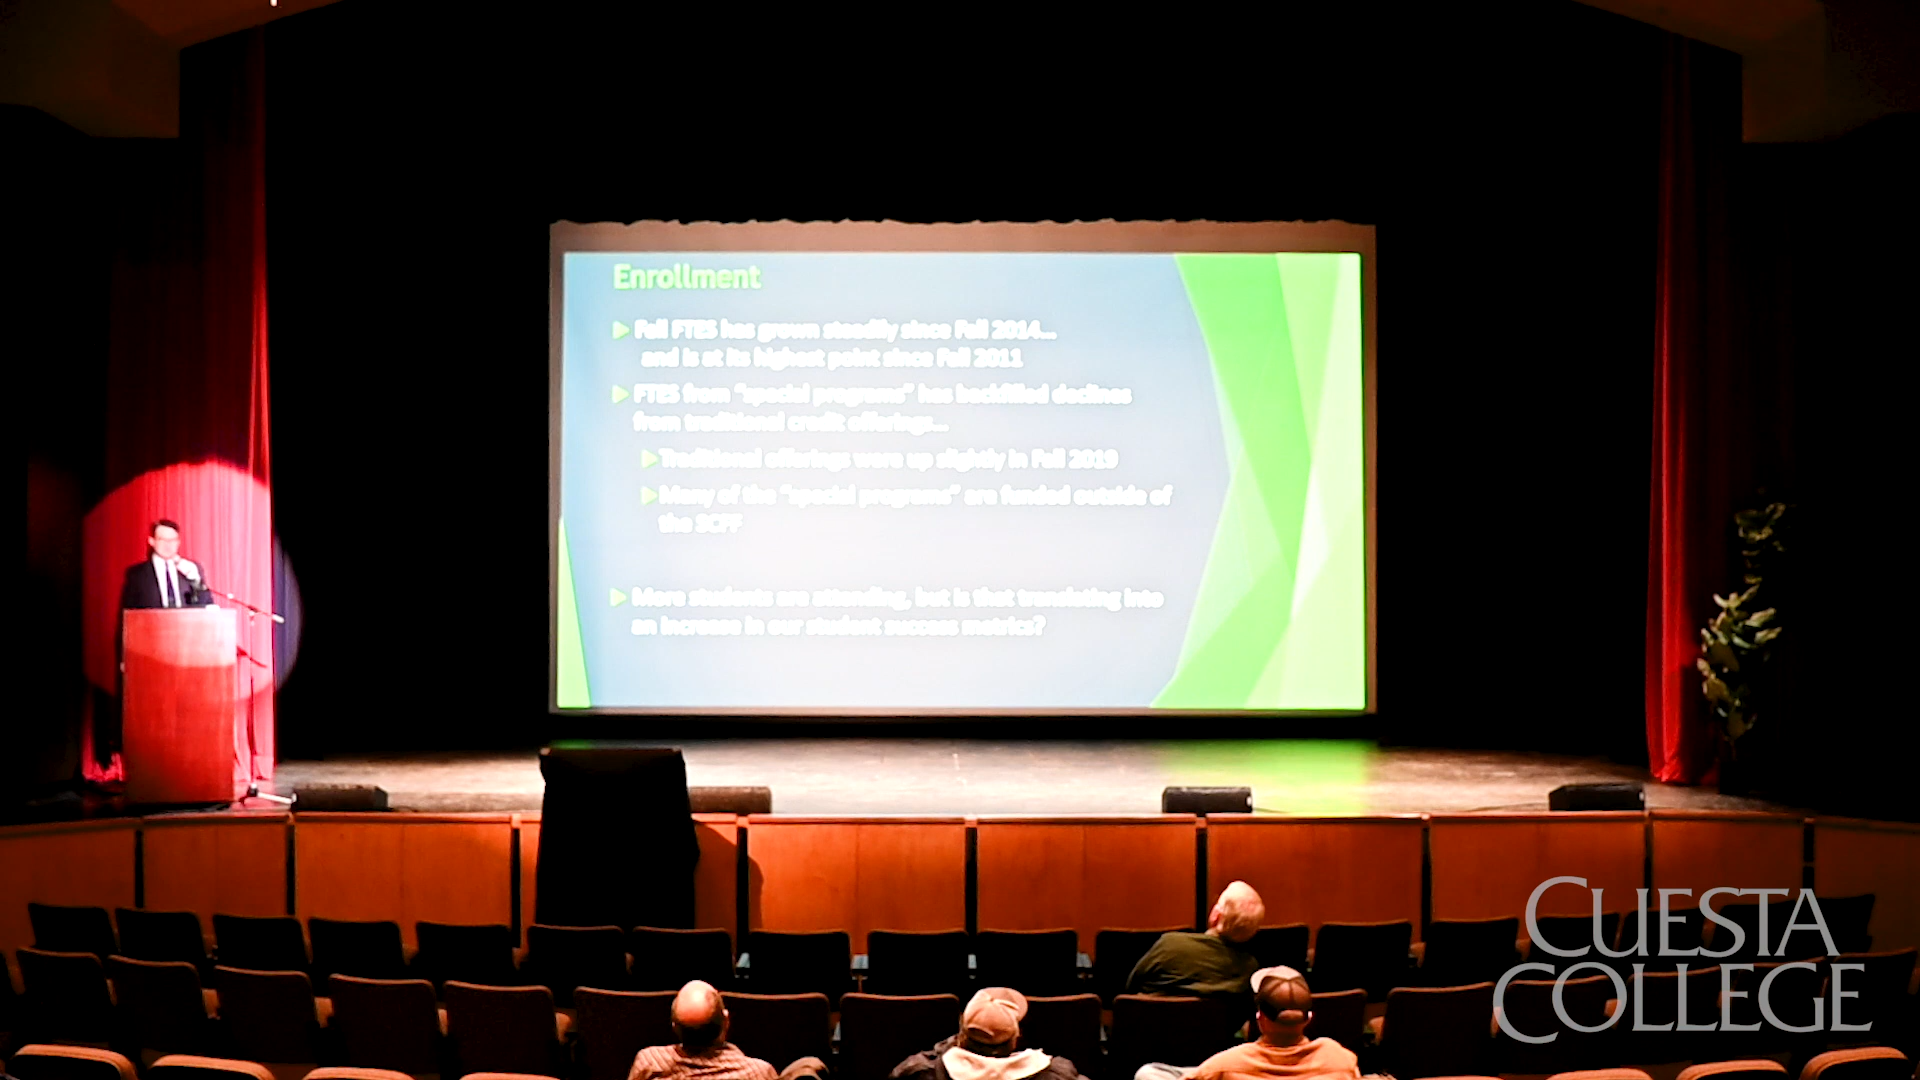 Enrollment
Fall FTES has grown steadily since Fall 2014...
and is at its highest point since Fall 2011
FTES from "special programs" has backfilled declines
from traditional credit offerings...
Traditional offerings were up slightly in Fall 2019
Many of the "special programs" are funded outside of
the SCFF
More students are attending, but is that translating into
an increase in our student success metrics?
CUESTA
COLLEGE